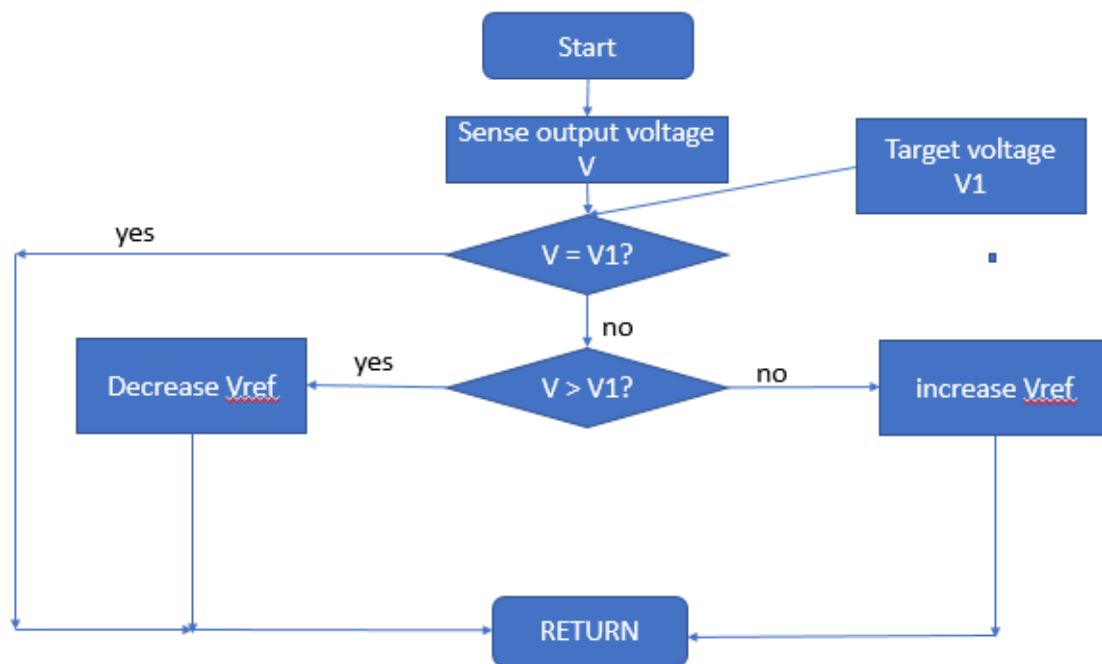 Start
Sense output voltage
V
Target voltage
V1
yes
V = V1?
no
Decrease Vref
yes
V > V1?
no
increase Vref
RETURN